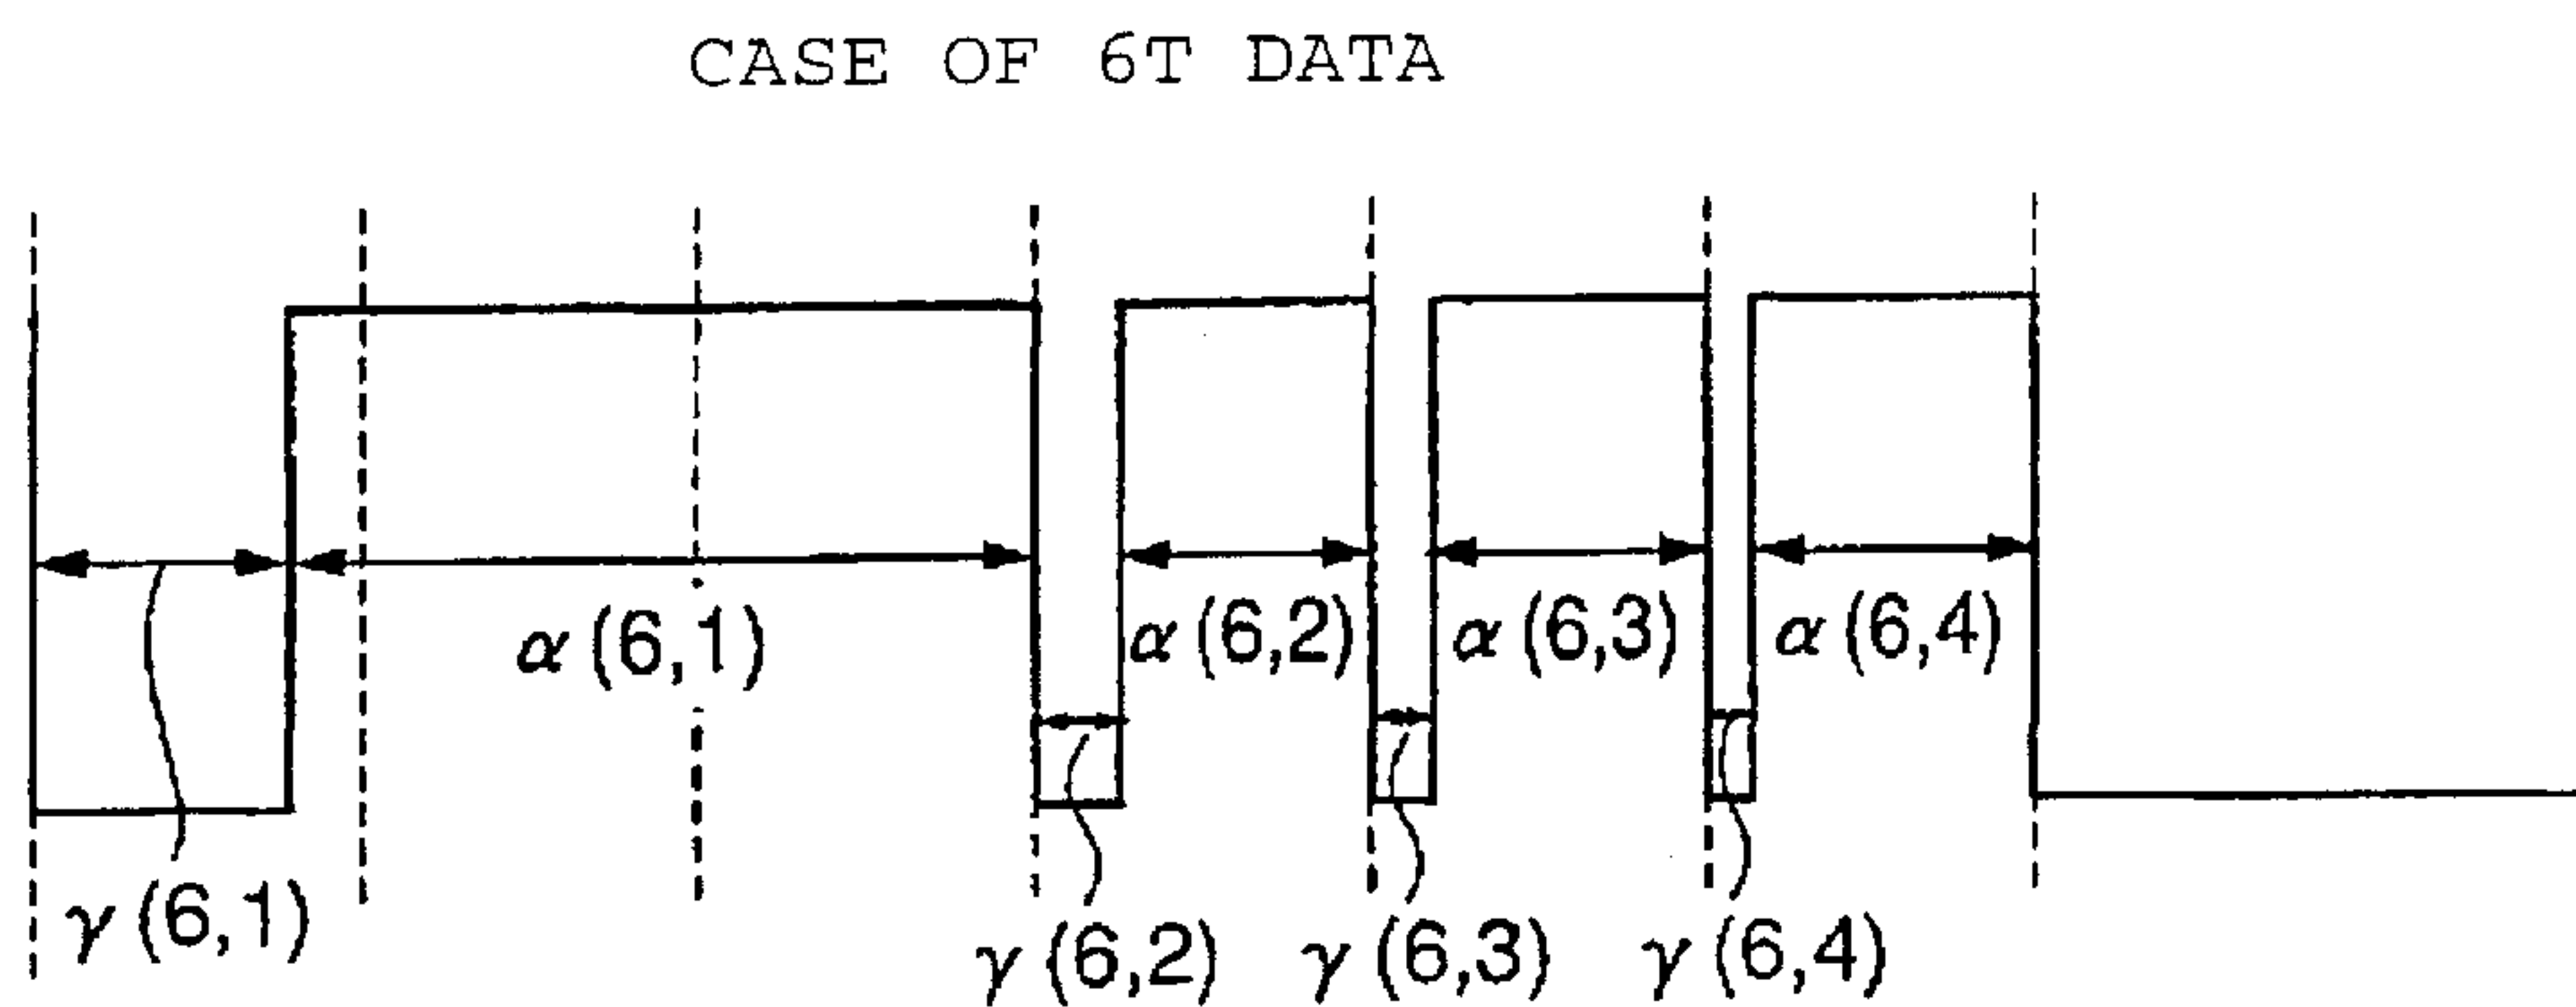 CASE OF 6T DATA
α (6,1)
α (6,2)
α (6,3)
α (6,4)
γ (6,1)
γ (6,2)
γ (6,3)
γ (6,4)